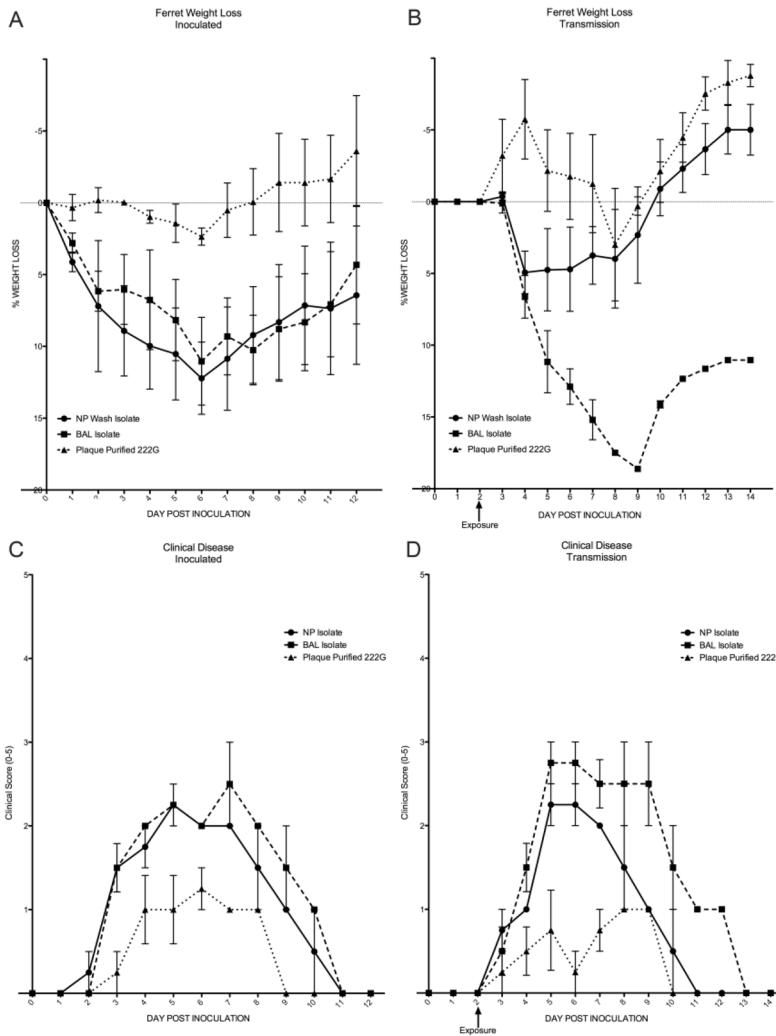 A
Ferret Weight Loss
Inoculated
-5
0
5
10
15
20
% WEIGHT LOSS
NP Wash Isolate
BAL Isolate
Plaque Purified 222G
0 1 2 3 4 5 6 7 8 9 10 11 12
DAY POST INOCULATION
B
Ferret Weight Loss
Transmission
-5
0
5
10
15
20
%WEIGHT LOSS
NP Wash Isolate
BAL Isolate
Plaque Purified 222G
0 1 2 3 4 5 6 7 8 9 10 11 12 13 14
DAY POST INOCULATION
Exposure
C
Clinical Disease
Inoculated
5
4
3
2
1
0
Clinical Score (0-5)
NP Isolate
BAL Isolate
Plaque Purified 222G
0 1 2 3 4 5 6 7 8 9 10 11 12
DAY POST INOCULATION
D
Clinical Disease
Transmission
5
4
3
2
1
0
Clinical Score (0-5)
NP Isolate
BAL Isolate
Plaque Purified 222
0 1 2 3 4 5 6 7 8 9 10 11 12 13 14
DAY POST INOCULATION
Exposure